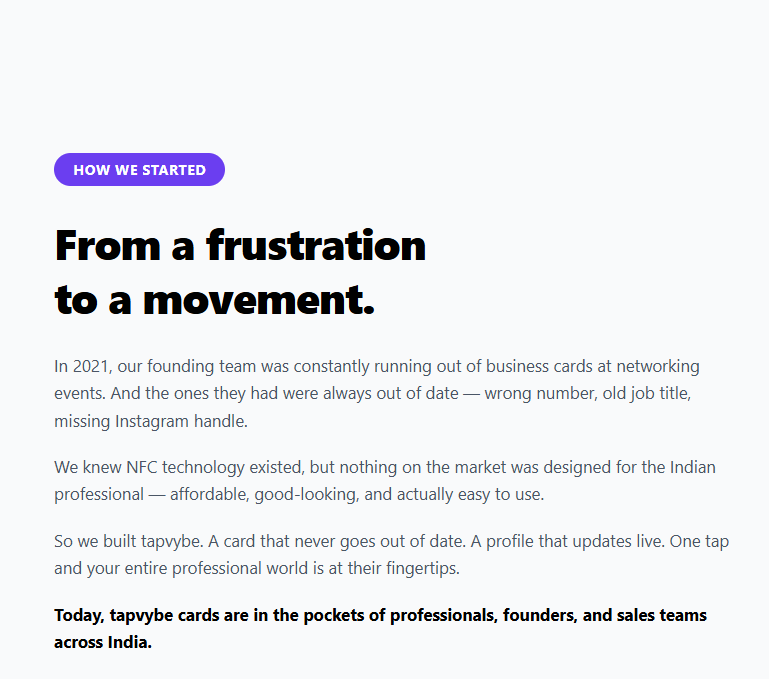 HOW WE STARTED
From a frustration
to a movement.
In 2021, our founding team was constantly running out of business cards at networking
events. And the ones they had were always out of date — wrong number, old job title,
missing Instagram handle.
We knew NFC technology existed, but nothing on the market was designed for the Indian
professional — affordable, good-looking, and actually easy to use.
So we built tapvybe. A card that never goes out of date. A profile that updates live. One tap
and your entire professional world is at their fingertips.
Today, tapvybe cards are in the pockets of professionals, founders, and sales teams
across India.